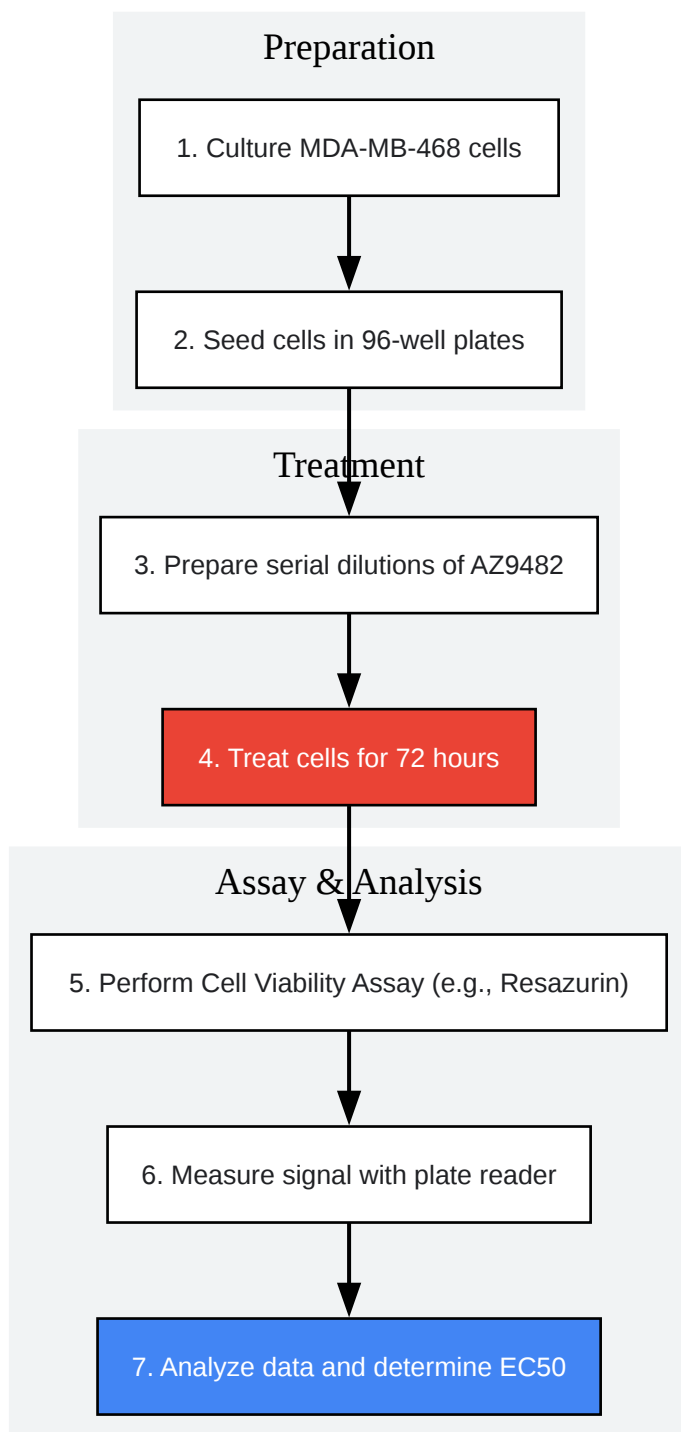 Preparation
1. Culture MDA-MB-468 cells
2. Seed cells in 96-well plates
Treatment
3. Prepare serial dilutions of AZ9482
4. Treat cells for 72 hours
Assay & Analysis
5. Perform Cell Viability Assay (e.g., Resazurin)
6. Measure signal with plate reader
7. Analyze data and determine EC50